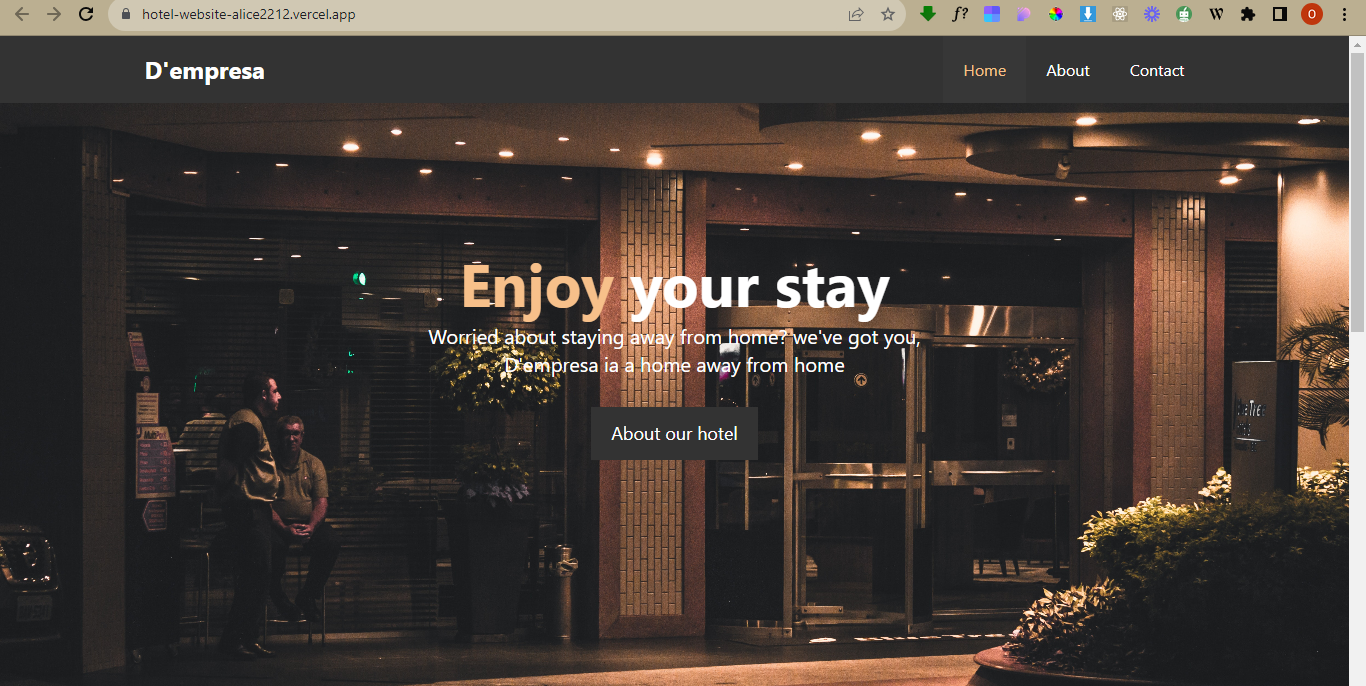 hotel-website-alice2212.vercel.app
D'empresa
Home
About
Contact
Enjoy your stay
Worried about staying away from home? we've got you,
D'empresa ia a home away from home
About our hotel